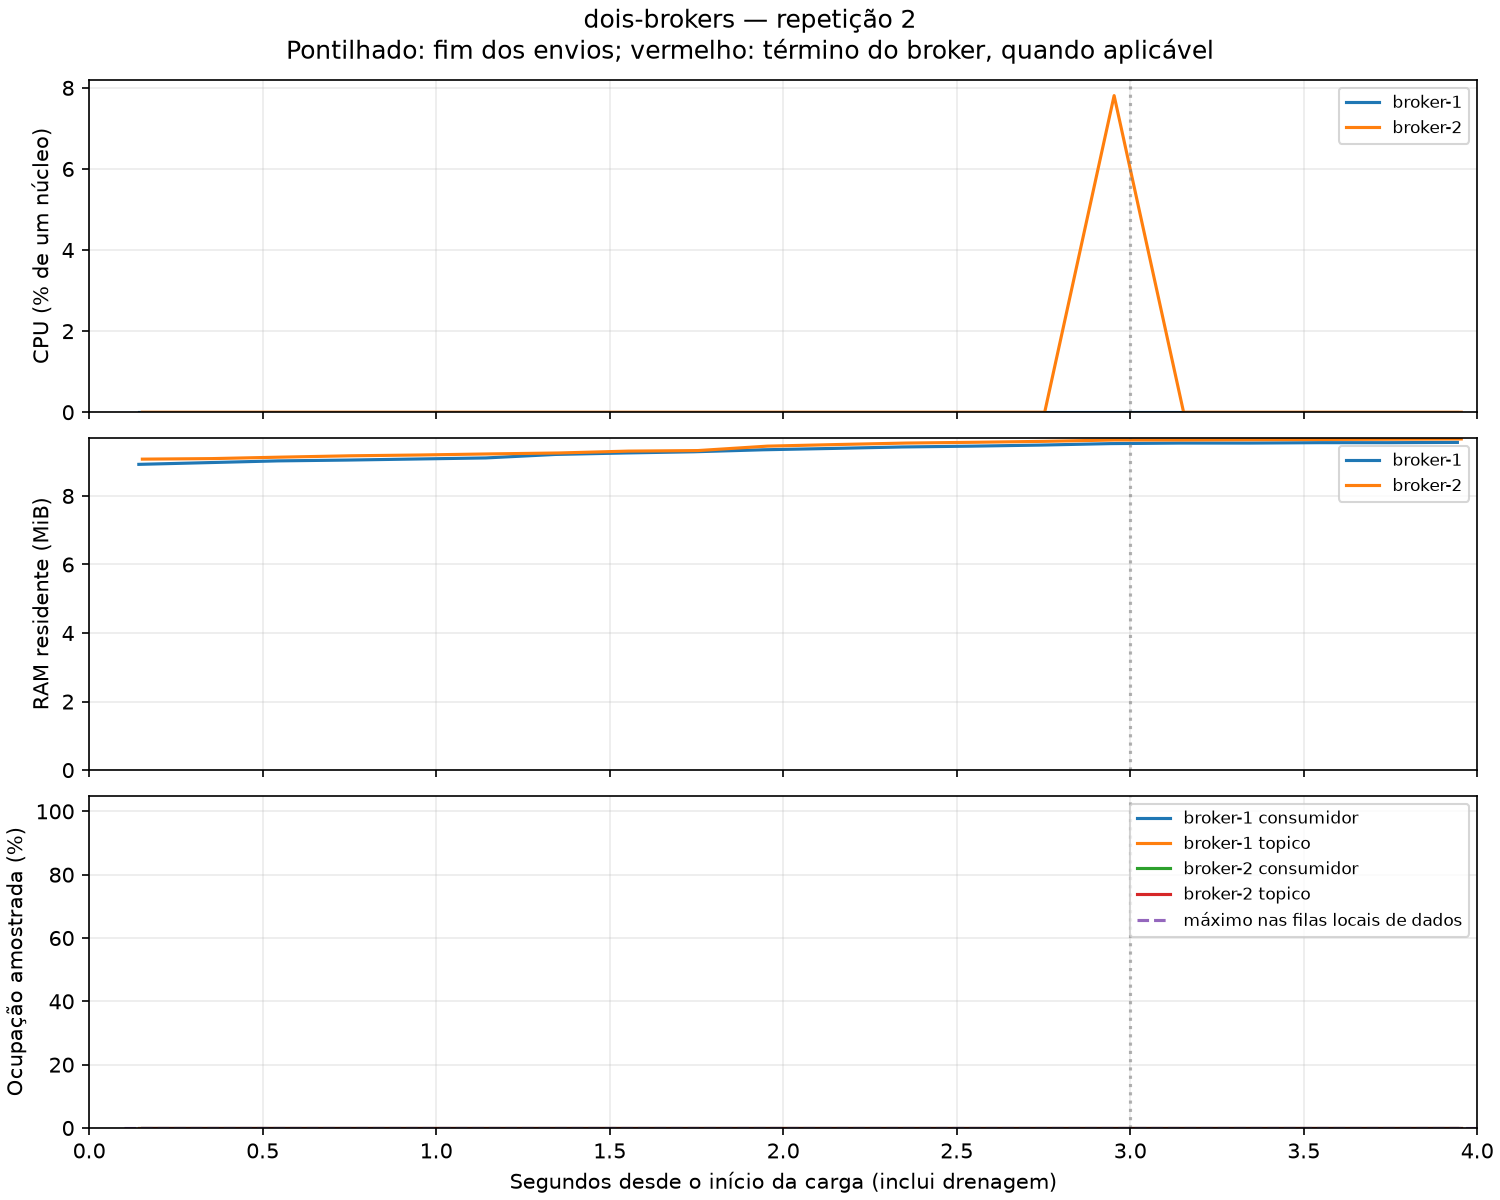 dois-brokers — repetição 2
Pontilhado: fim dos envios; vermelho: término do broker, quando aplicável
CPU (% de um núcleo)
8
6
4
2
0
broker-1
broker-2
RAM residente (MiB)
8
6
4
2
0
broker-1
broker-2
Ocupação amostrada (%)
100
80
60
40
20
0
broker-1 consumidor
broker-1 topico
broker-2 consumidor
broker-2 topico
máximo nas filas locais de dados
0.0 0.5 1.0 1.5 2.0 2.5 3.0 3.5 4.0
Segundos desde o início da carga (inclui drenagem)